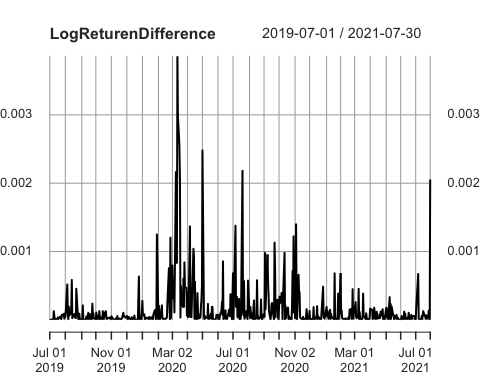 LogReturenDifference 2019-07-01 / 2021-07-30
0.003 0.003
0.002 0.002
0.001 0.001
Jul 01 Nov 01 Mar 02 Jul 01 Nov 02 Mar 01 Jul 01
2019 2019 2020 2020 2020 2021 2021